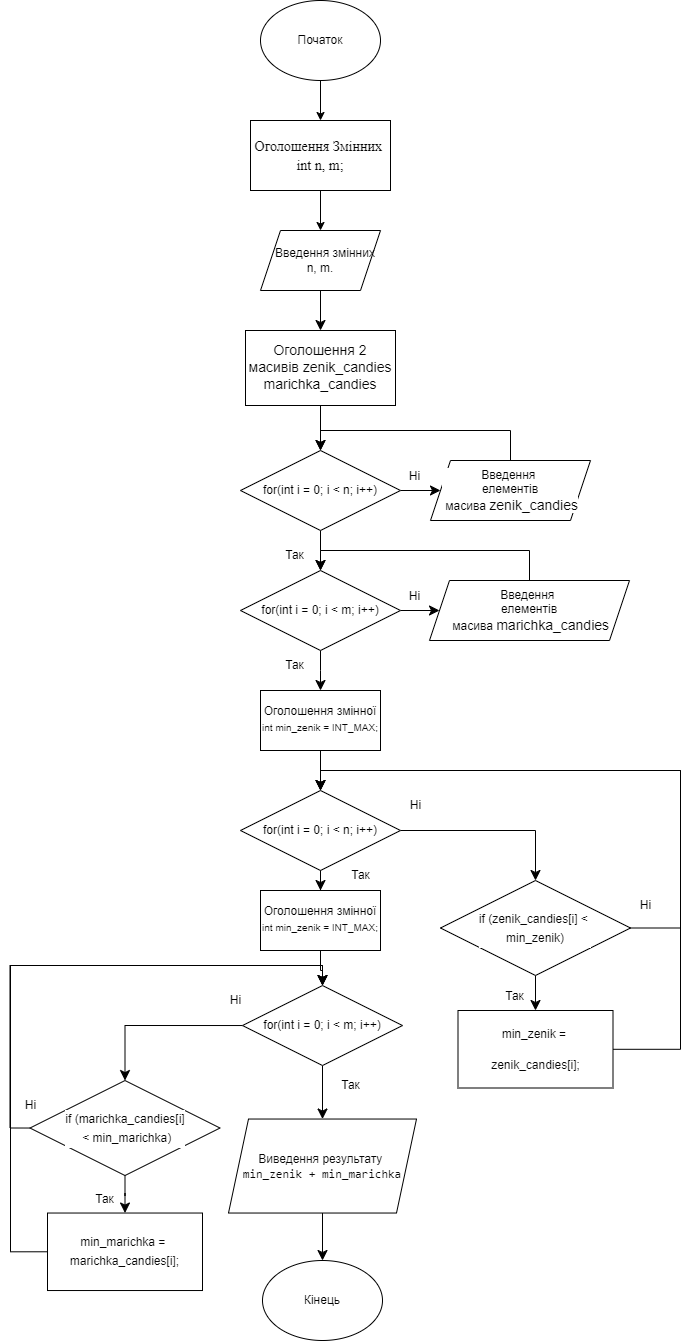 Початок
Оголошення Змінних
int n, m;
Введення змінних
n, m.
Оголошення 2
масивів zenik_candies
marichka_candies
for(int i = 0; i < n; i++)
Ні
Введення
елементів
масива zenik_candies
Так
for(int i = 0; i < m; i++)
Ні
Введення
елементів
масива marichka_candies
Так
Оголошення змінної
int min_zenik = INT_MAX;
for(int i = 0; i < n; i++)
Ні
Так
if (zenik_candies[i] <
min_zenik)
Ні
Так
min_zenik =
zenik_candies[i];
Оголошення змінної
int min_zenik = INT_MAX;
for(int i = 0; i < m; i++)
Ні
Так
if (marichka_candies[i]
< min_marichka)
Ні
Так
min_marichka =
marichka_candies[i];
Виведення результату
min_zenik + min_marichka
Кінець